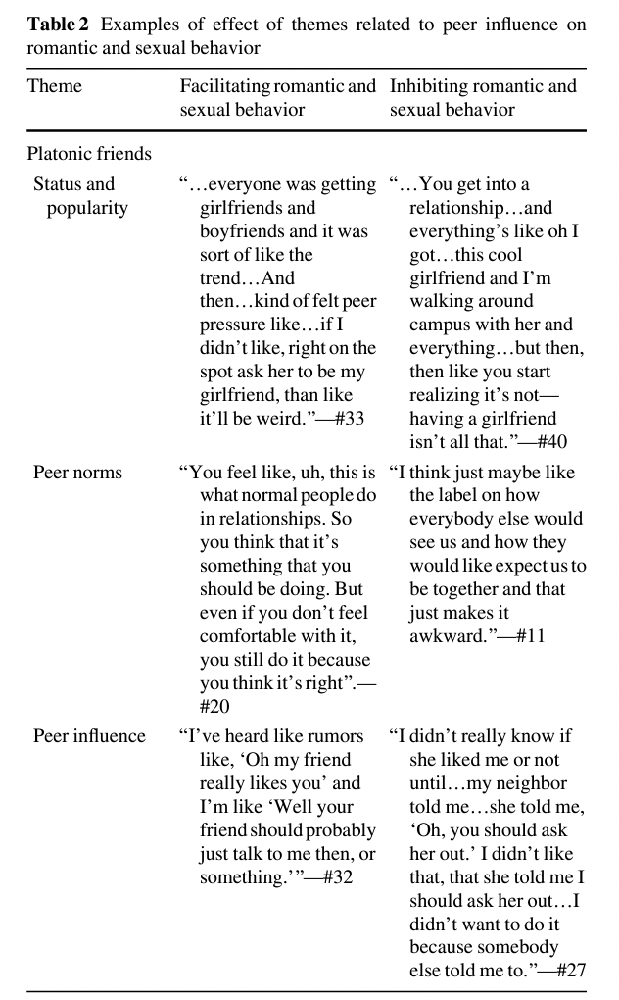 Table 2 Examples of effect of themes related to peer influence on
romantic and sexual behavior
Theme
Facilitating romantic and
sexual behavior
Inhibiting romantic and
sexual behavior
Platonic friends
Status and
popularity
“…everyone was getting
girlfriends and
boyfriends and it was
sort of like the
trend…And
then…kind of felt peer
pressure like…if I
didn’t like, right on the
spot ask her to be my
girlfriend, than like
it’ll be weird.”—#33
“…You get into a
relationship…and
everything’s like oh I
got…this cool
girlfriend and I’m
walking around
campus with her and
everything…but then,
then like you start
realizing it’s not—
having a girlfriend
isn’t all that.”—#40
Peer norms
“You feel like, uh, this is
what normal people do
in relationships. So
you think that it’s
something that you
should be doing. But
even if you don’t feel
comfortable with it,
you still do it because
you think it’s right”.—
#20
“I think just maybe like
the label on how
everybody else would
see us and how they
would like expect us to
be together and that
just makes it
awkward.”—#11
Peer influence
“I’ve heard like rumors
like, ‘Oh my friend
really likes you’ and
I’m like ‘Well your
friend should probably
just talk to me then, or
something.’”—#32
“I didn’t really know if
she liked me or not
until…my neighbor
told me…she told me,
‘Oh, you should ask
her out.’ I didn’t like
that, that she told me I
should ask her out…I
didn’t want to do it
because somebody
else told me to.”—#27